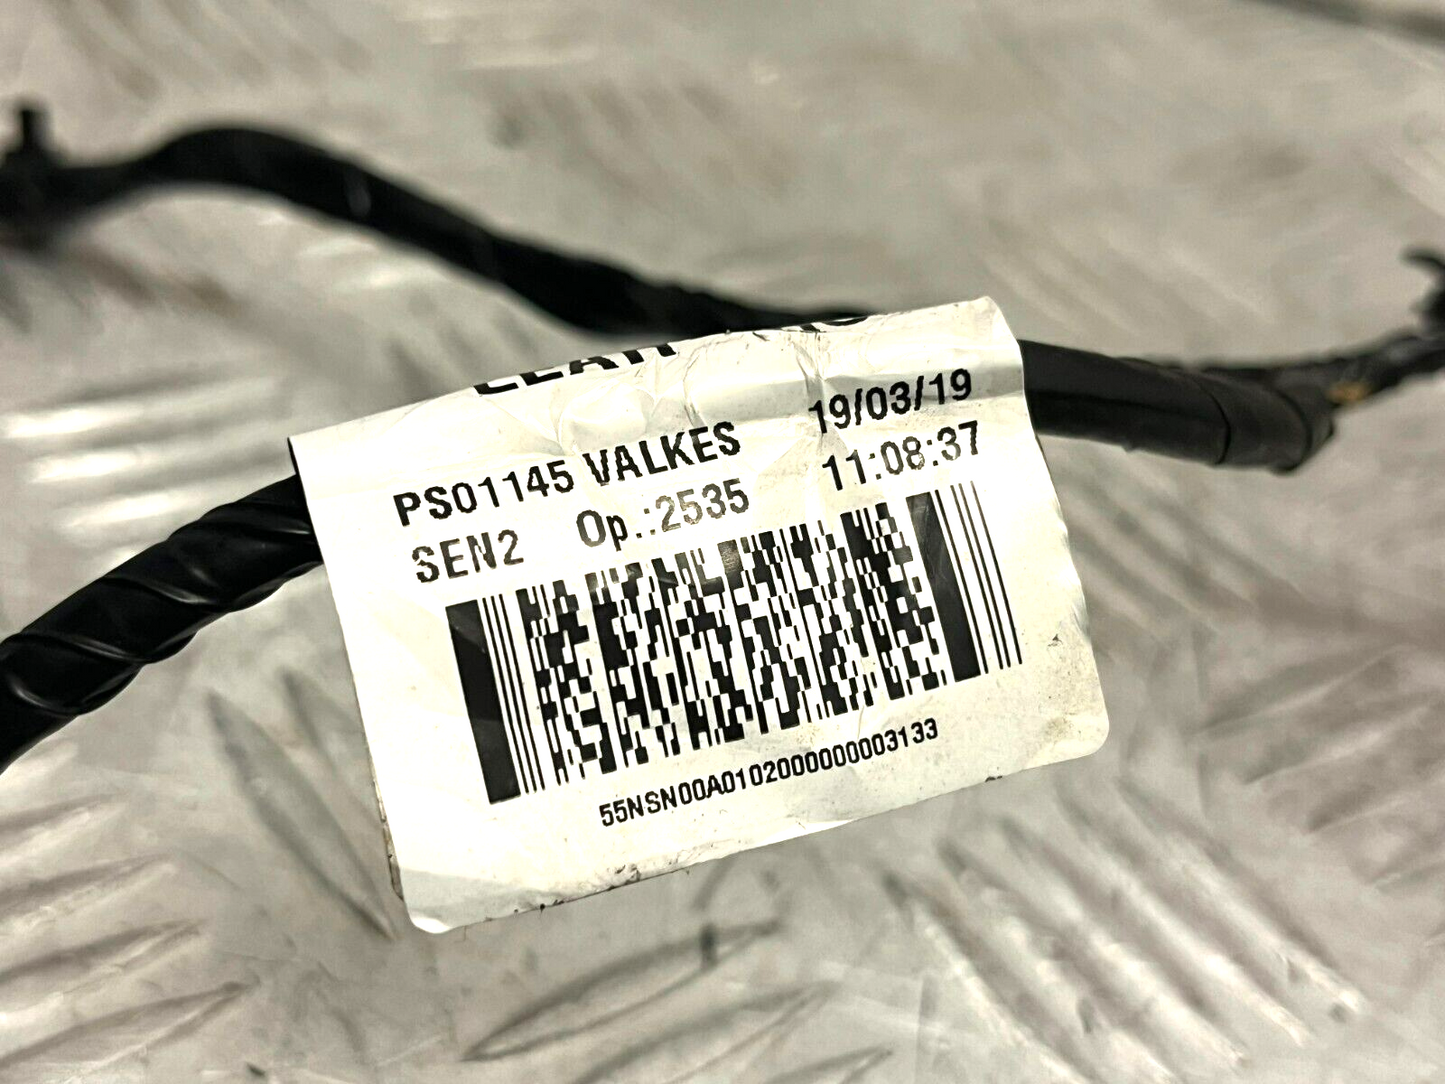 PS01145 VALKES 19/03/19
SEN2 Op.:2535 11:08:37
55NSN00A0102000000003133